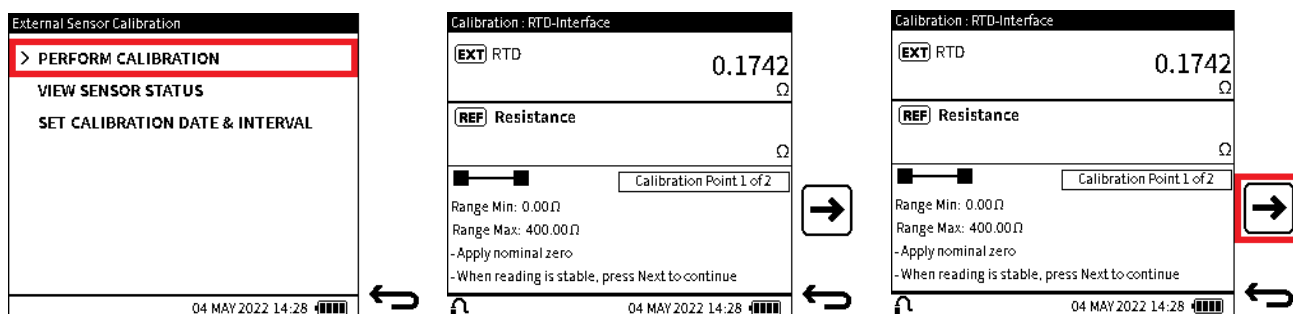 External Sensor Calibration
> PERFORM CALIBRATION
VIEW SENSOR STATUS
SET CALIBRATION DATE & INTERVAL
04 MAY 2022 14:28
Calibration : RTD-Interface
EXT RTD
0.1742
Ω
REF Resistance
Ω
Calibration Point 1 of 2
Range Min: 0.00Ω
Range Max: 400.00Ω
-Apply nominal zero
-When reading is stable, press Next to continue
04 MAY 2022 14:28
Calibration : RTD-Interface
EXT RTD
0.1742
Ω
REF Resistance
Ω
Calibration Point 1 of 2
Range Min: 0.00Ω
Range Max: 400.00Ω
-Apply nominal zero
-When reading is stable, press Next to continue
04 MAY 2022 14:28